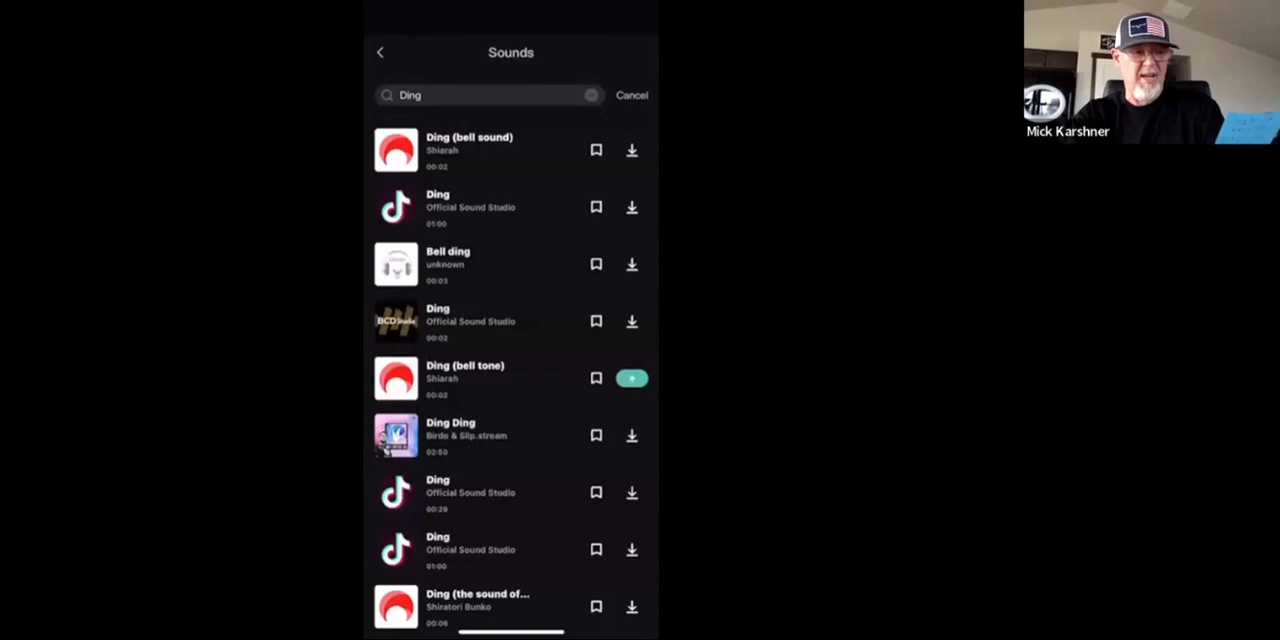 Sounds
Ding
Cancel
Ding (bell sound)
Shiarah
00:02
Ding
Official Sound Studio
01:00
Bell ding
unknown
00:03
BCD Studio
Ding
Official Sound Studio
00:02
Ding (bell tone)
Shiarah
00:02
Ding Ding
Birdo & Slip.stream
02:50
Ding
Official Sound Studio
00:29
Ding
Official Sound Studio
01:00
Ding (the sound of...
Shiratori Bunko
00:06
Mick Karshner